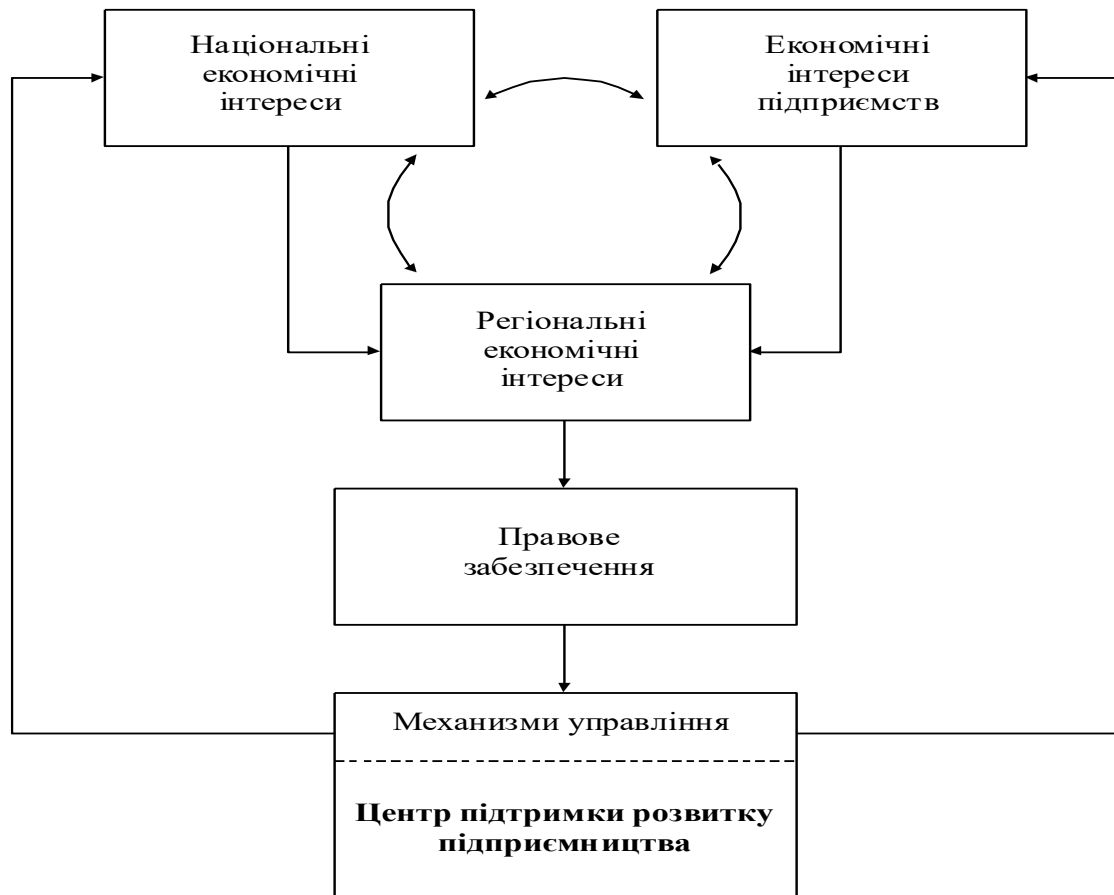 Національні
економічні
інтереси
Економічні
інтереси
підприємств
Регіональні
економічні
інтереси
Правове
забезпечення
Механизми управління
Центр підтримки розвитку
підприємництва